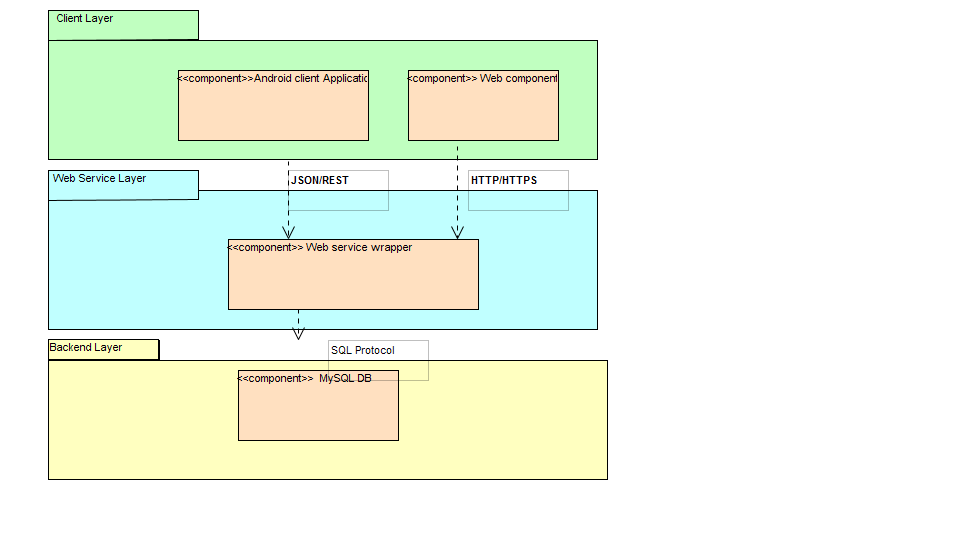 Client Layer
<<component>>Android client Applicatio
<<component>> Web component
Web Service Layer
JSON/REST
HTTP/HTTPS
<<component>> Web service wrapper
Backend Layer
SQL Protocol
<<component>> MySQL DB